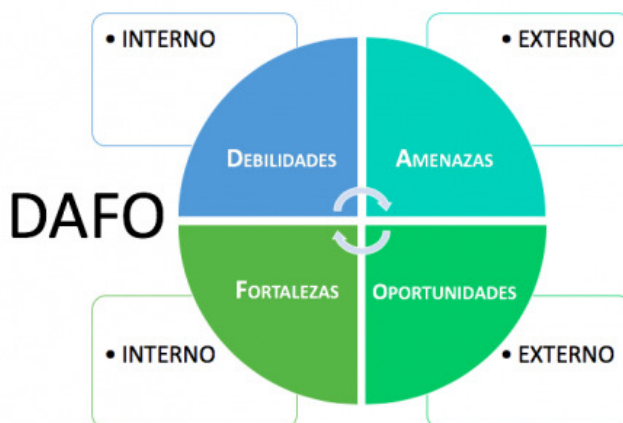 • INTERNO
• EXTERNO
DEBILIDADES
AMENAZAS
DAFO
FORTALEZAS
OPORTUNIDADES
• INTERNO
• EXTERNO